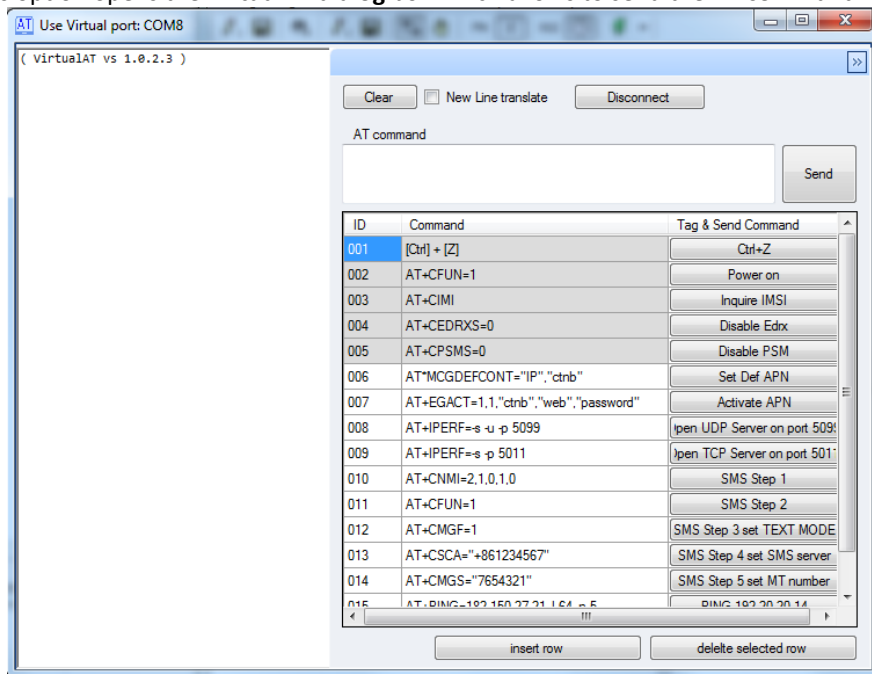 AT Use Virtual port: COM8
( VirtualAT vs 1.0.2.3 )
>>
Clear New Line translate Disconnect
AT command
Send
ID Command Tag & Send Command
001 [Ctrl] + [Z] Ctrl+Z
002 AT+CFUN=1 Power on
003 AT+CIMI Inquire IMSI
004 AT+CEDRXS=0 Disable Edrx
005 AT+CPSMS=0 Disable PSM
006 AT*MCGDEFCONT="IP","ctnb" Set Def APN
007 AT+EGACT=1,1,"ctnb","web","password" Activate APN
008 AT+IPERF=-s -u -p 5099 pen UDP Server on port 509
009 AT+IPERF=-s -p 5011 pen TCP Server on port 501
010 AT+CNMI=2,1,0,1,0 SMS Step 1
011 AT+CFUN=1 SMS Step 2
012 AT+CMGF=1 SMS Step 3 set TEXT MODE
013 AT+CSCA="+861234567" SMS Step 4 set SMS server
014 AT+CMGS="7654321" SMS Step 5 set MT number
015
insert row delelte selected row